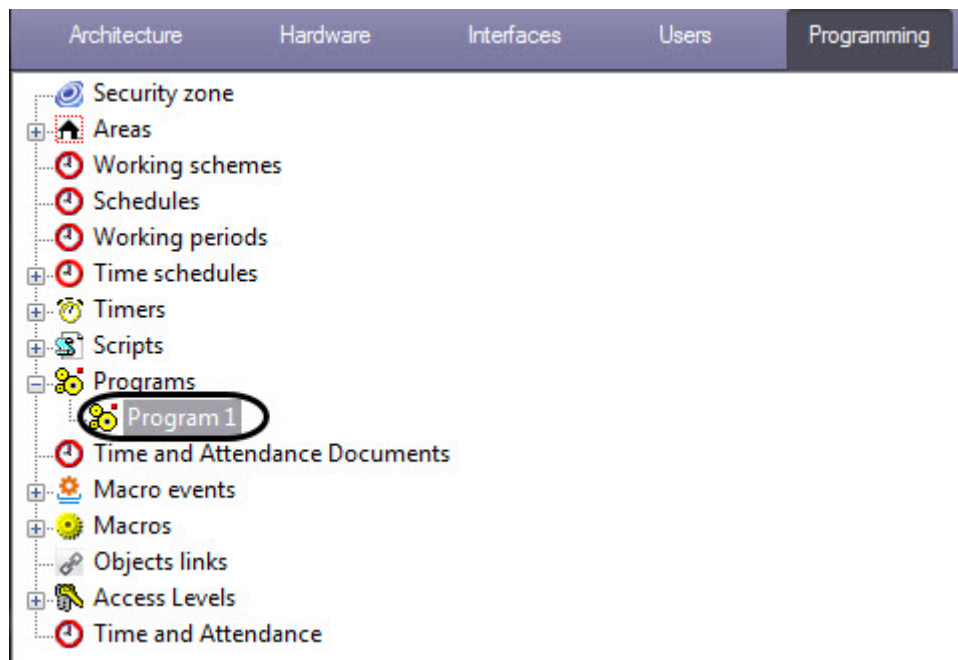 Architecture Hardware Interfaces Users Programming
Security zone
Areas
Working schemes
Schedules
Working periods
Time schedules
Timers
Scripts
Programs
Program 1
Time and Attendance Documents
Macro events
Macros
Objects links
Access Levels
Time and Attendance